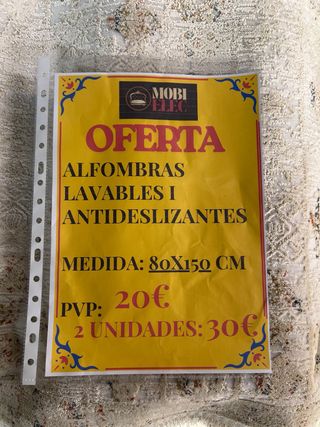 MOBI
ELEC
OFERTA
ALFOMBRAS
LAVABLES I
ANTIDESLIZANTES
MEDIDA: 80X150 CM
PVP: 20€
2 UNIDADES: 30€